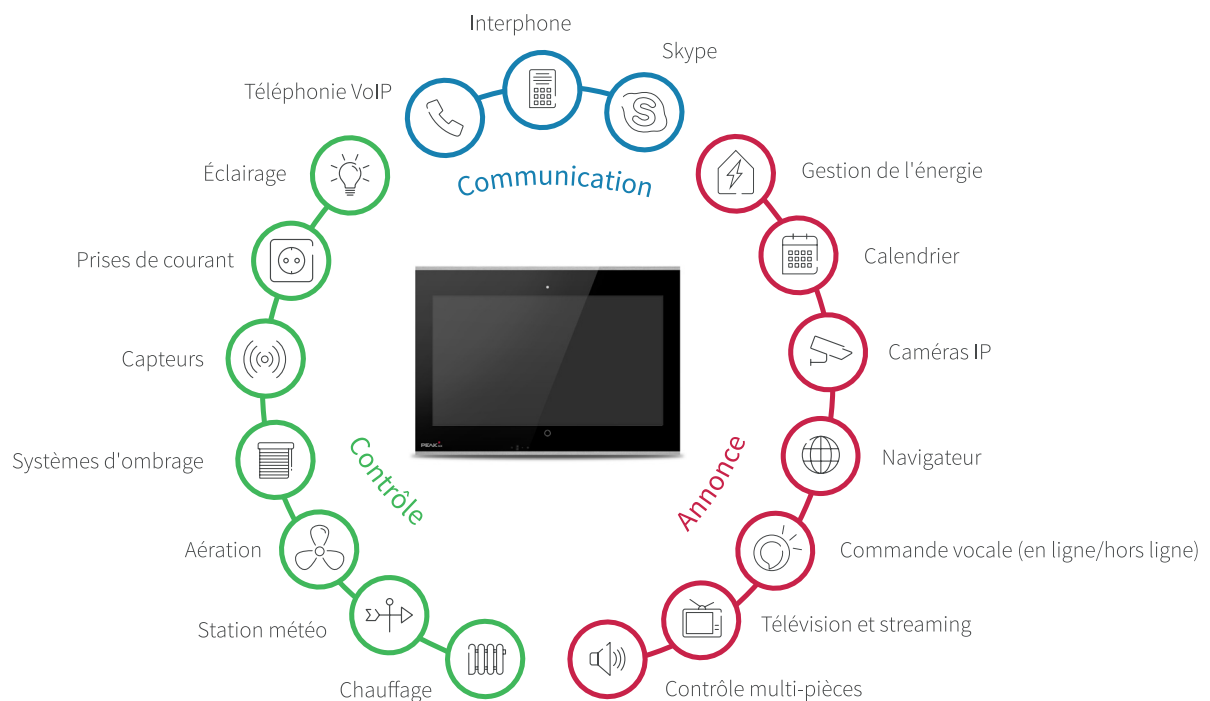 Interphone
Skype
Téléphonie VoIP
Communication
Éclairage
Gestion de l'énergie
Prises de courant
Calendrier
Capteurs
Caméras IP
PEAK
Contrôle
Annonce
Systèmes d'ombrage
Navigateur
Aération
Commande vocale (en ligne/hors ligne)
Station météo
Télévision et streaming
Chauffage
Contrôle multi-pièces